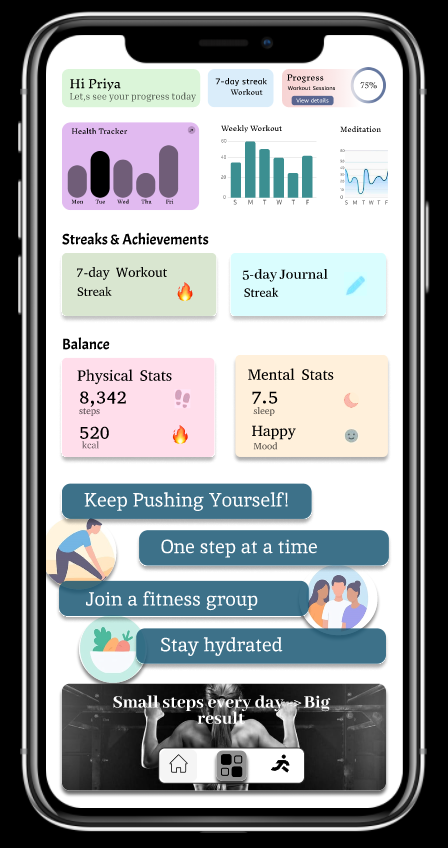 Hi Priya
Let,s see your progress today
7-day streak
Workout
Progress
Workout Sessions
View details
75%
Health Tracker
Mon Tue Wed Thu Fri
Weekly Workout
60
40
20
0
S M T W T F
Meditation
S M T W T F
Streaks & Achievements
7-day Workout
Streak
5-day Journal
Streak
Balance
Physical Stats
8,342
steps
520
kcal
Mental Stats
7.5
sleep
Happy
Mood
Keep Pushing Yourself!
One step at a time
Join a fitness group
Stay hydrated
Small steps every day-->Big
result